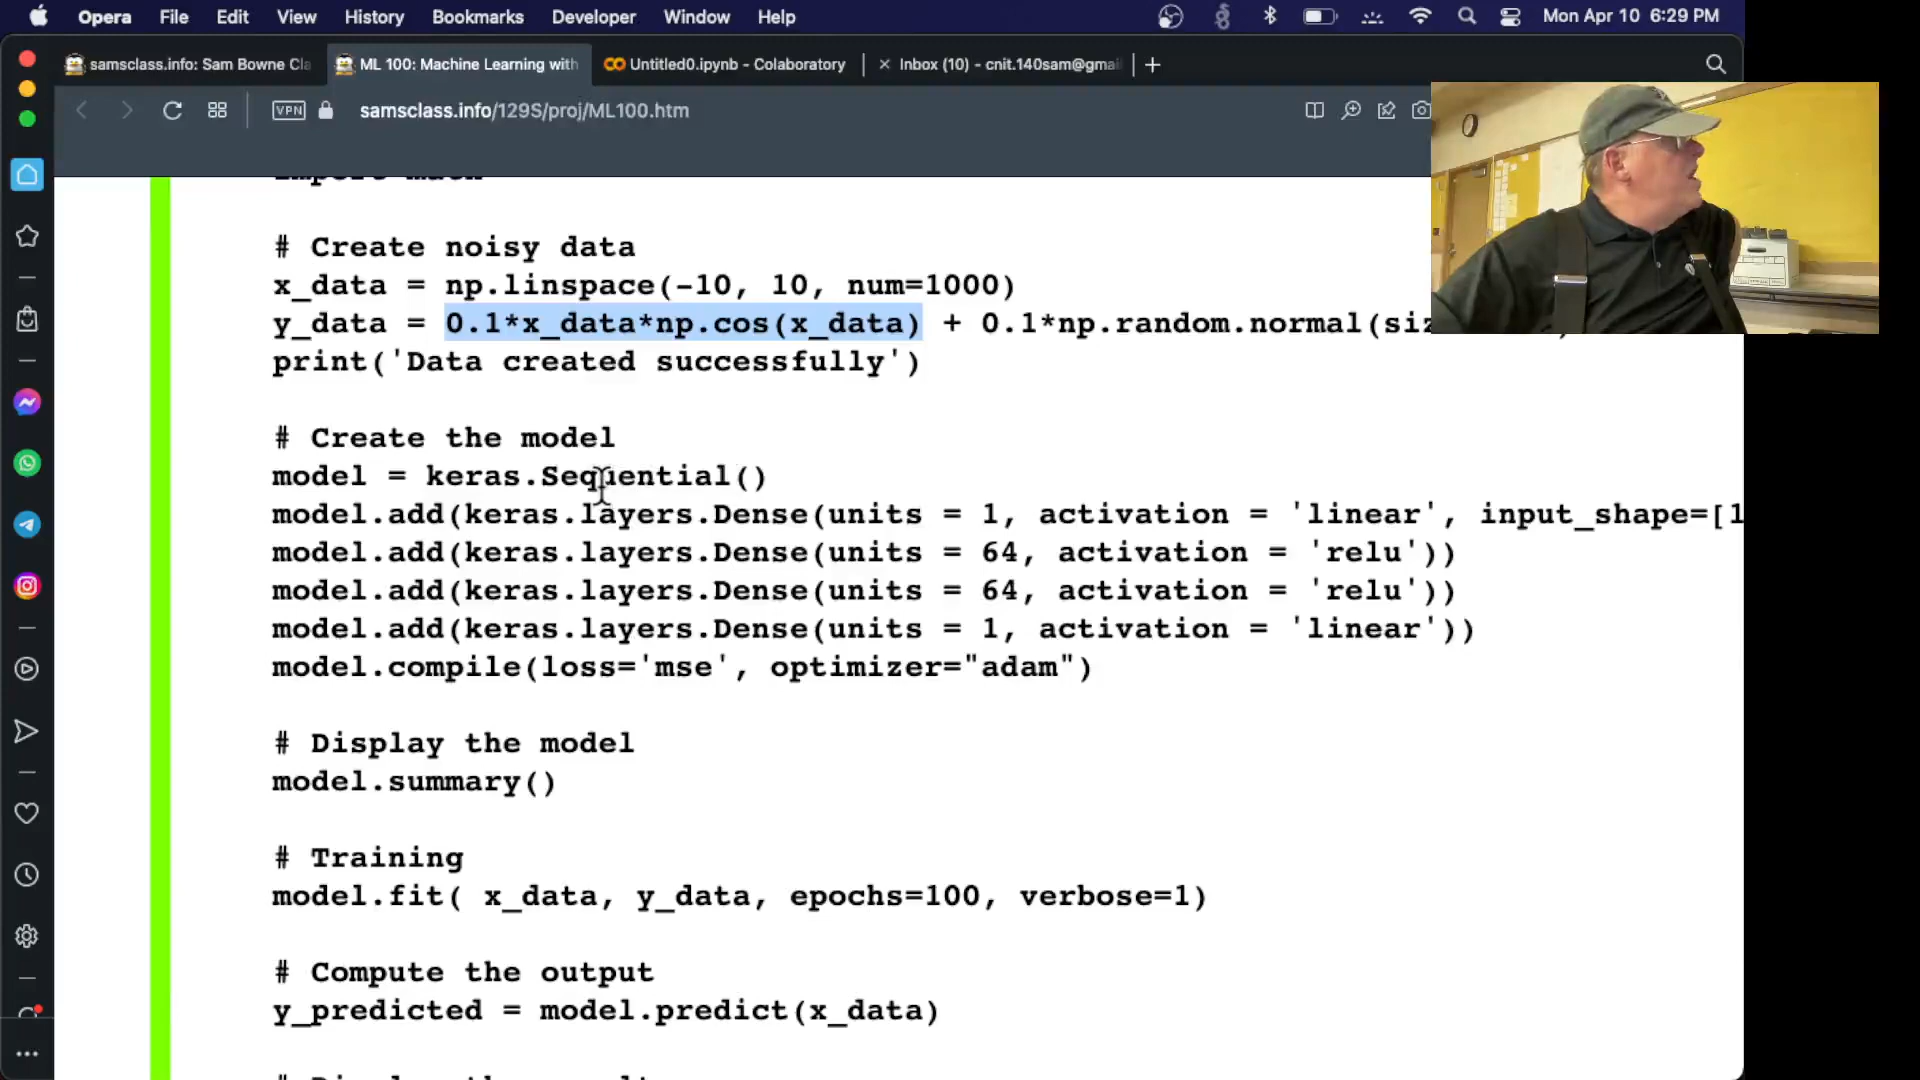 Opera File Edit View History Bookmarks Developer Window Help Mon Apr 10 6:29 PM
samsclass.info: Sam Bowne Cla ML 100: Machine Learning with Untitled0.ipynb - Colaboratory Inbox (10) - cnit.140sam@gmai
VPN samsclass.info/129S/proj/ML100.htm
import math
# Create noisy data
x_data = np.linspace(-10, 10, num=1000)
y_data = 0.1*x_data*np.cos(x_data) + 0.1*np.random.normal(siz
print('Data created successfully')
# Create the model
model = keras.Sequential()
model.add(keras.layers.Dense(units = 1, activation = 'linear', input_shape=[1
model.add(keras.layers.Dense(units = 64, activation = 'relu'))
model.add(keras.layers.Dense(units = 64, activation = 'relu'))
model.add(keras.layers.Dense(units = 1, activation = 'linear'))
model.compile(loss='mse', optimizer="adam")
# Display the model
model.summary()
# Training
model.fit( x_data, y_data, epochs=100, verbose=1)
# Compute the output
y_predicted = model.predict(x_data)